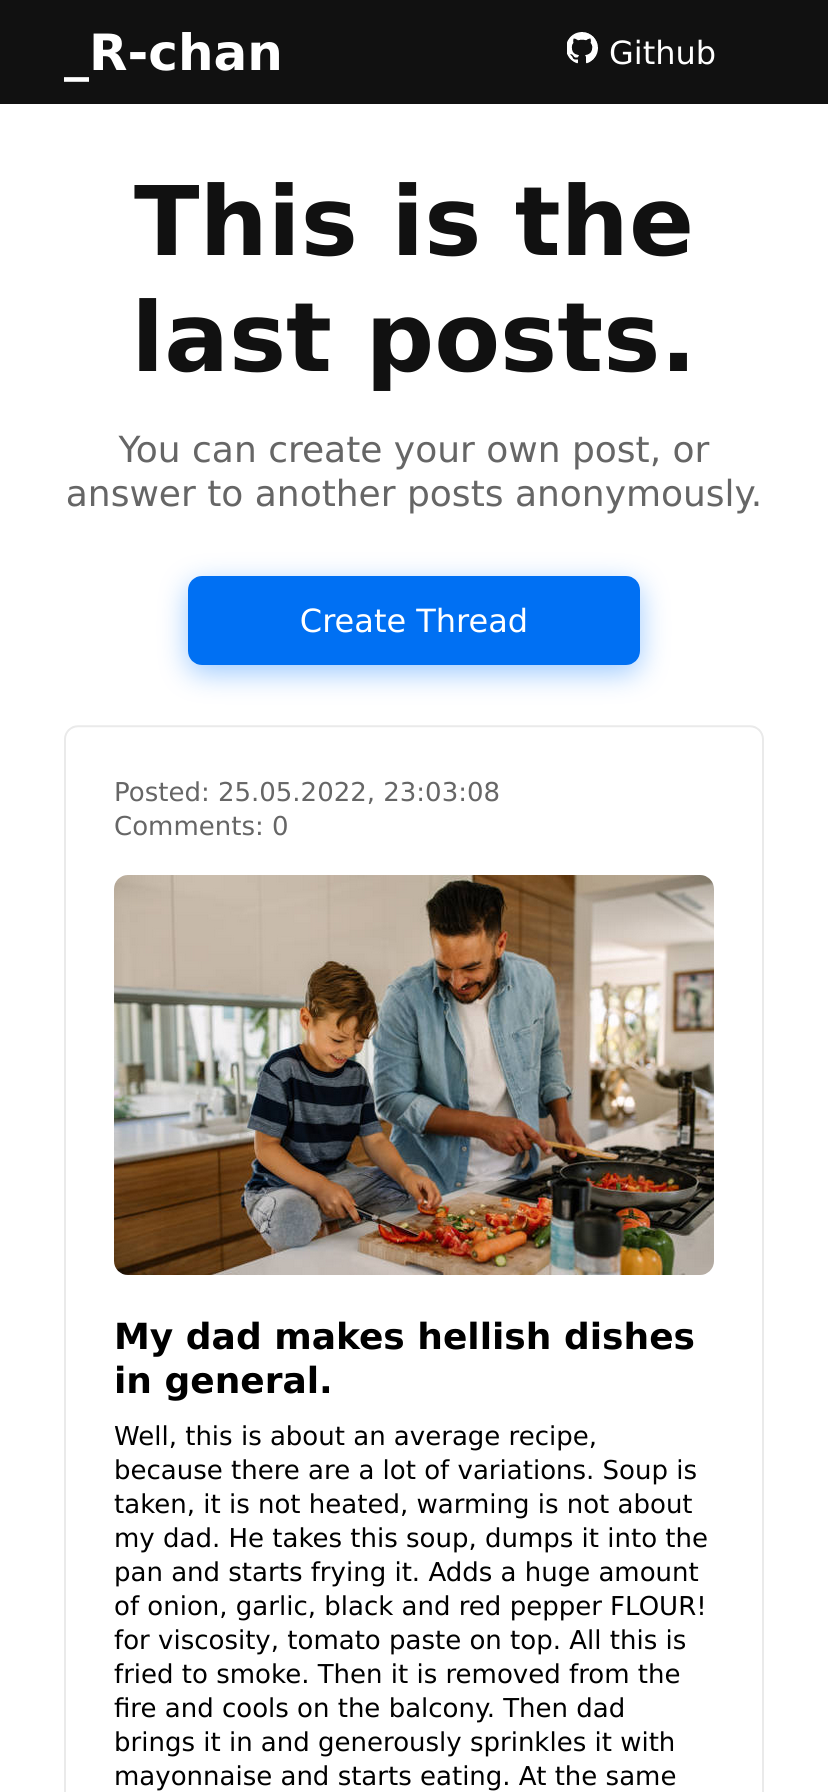 _R-chan
Github
This is the
last posts.
You can create your own post, or
answer to another posts anonymously.
Create Thread
Posted: 25.05.2022, 23:03:08
Comments: 0
My dad makes hellish dishes
in general.
Well, this is about an average recipe,
because there are a lot of variations. Soup is
taken, it is not heated, warming is not about
my dad. He takes this soup, dumps it into the
pan and starts frying it. Adds a huge amount
of onion, garlic, black and red pepper FLOUR!
for viscosity, tomato paste on top. All this is
fried to smoke. Then it is removed from the
fire and cools on the balcony. Then dad
brings it in and generously sprinkles it with
mayonnaise and starts eating. At the same